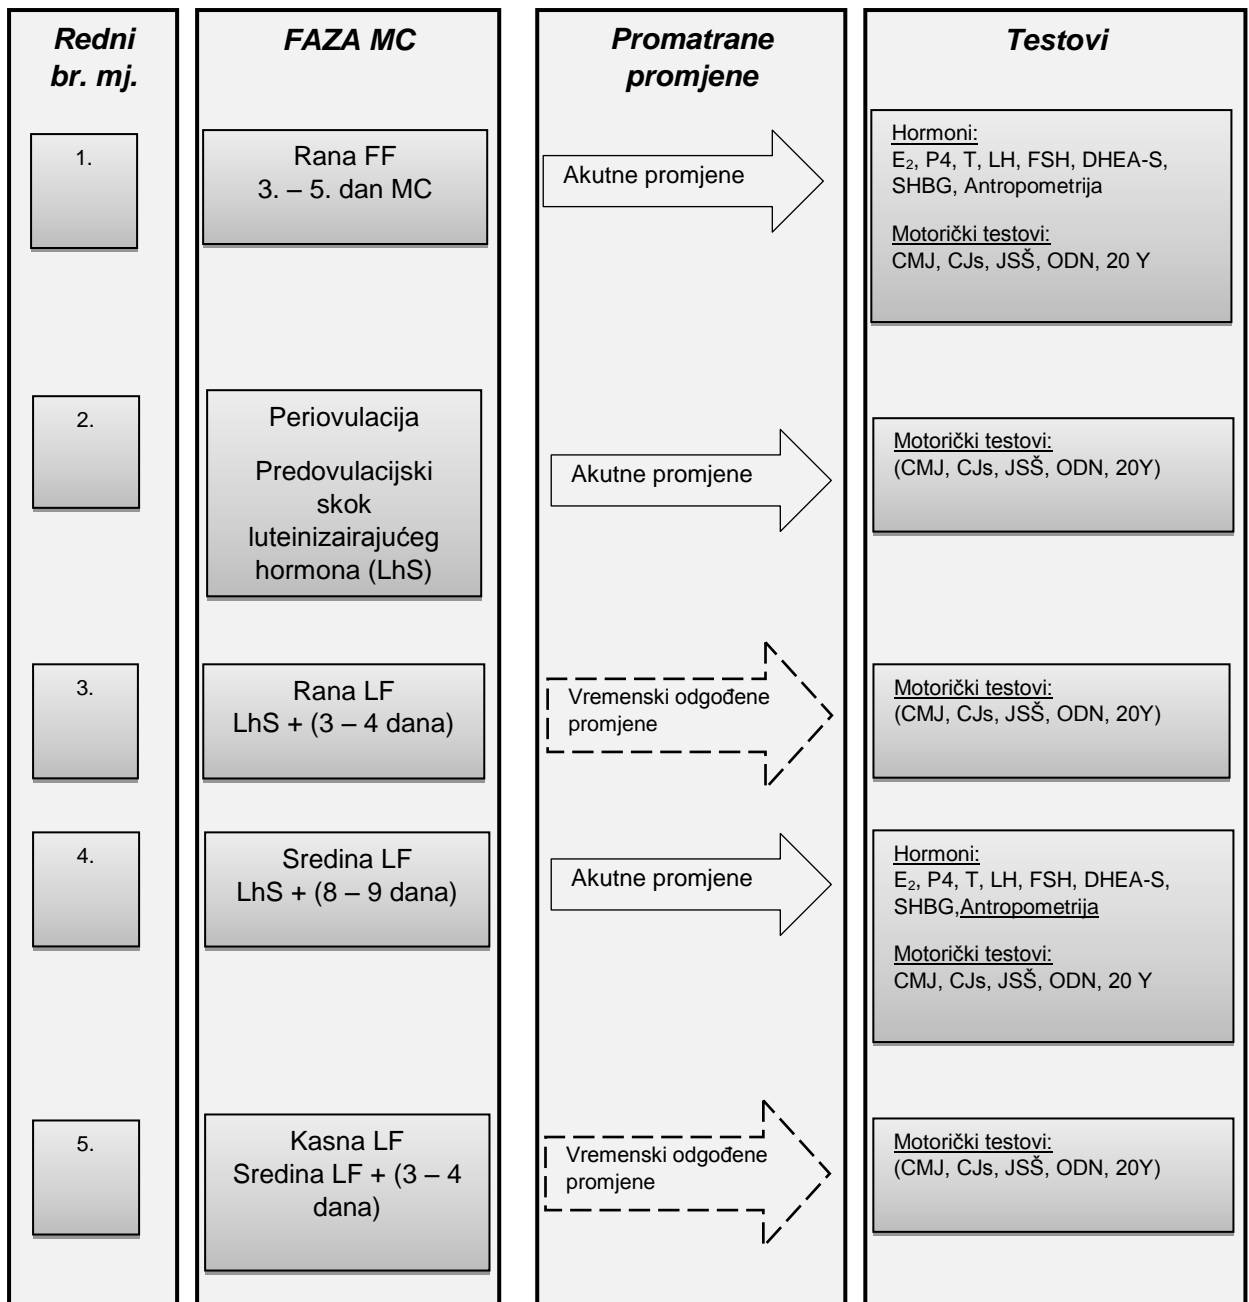 Redni
br. mj.
FAZA MC
Promatrane
promjene
Testovi
1.
Rana FF
3. – 5. dan MC
Akutne promjene
Hormoni:
E₂, P4, T, LH, FSH, DHEA-S,
SHBG, Antropometrija
Motorički testovi:
CMJ, CJs, JSŠ, ODN, 20 Y
2.
Periovulacija
Predovulacijski
skok
luteinizairajućeg
hormona (LhS)
Akutne promjene
Motorički testovi:
(CMJ, CJs, JSŠ, ODN, 20Y)
3.
Rana LF
LhS + (3 – 4 dana)
Vremenski odgođene
promjene
Motorički testovi:
(CMJ, CJs, JSŠ, ODN, 20Y)
4.
Sredina LF
LhS + (8 – 9 dana)
Akutne promjene
Hormoni:
E₂, P4, T, LH, FSH, DHEA-S,
SHBG,Antropometrija
Motorički testovi:
CMJ, CJs, JSŠ, ODN, 20 Y
5.
Kasna LF
Sredina LF + (3 – 4
dana)
Vremenski odgođene
promjene
Motorički testovi:
(CMJ, CJs, JSŠ, ODN, 20Y)